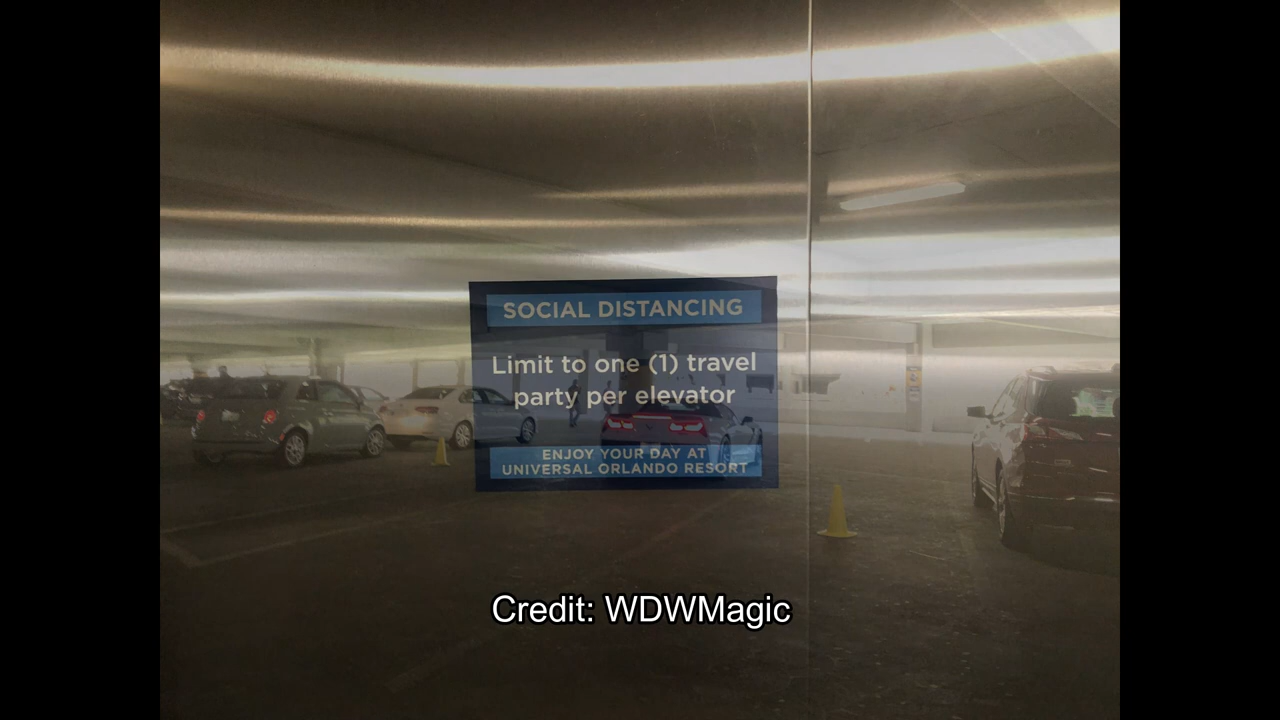 SOCIAL DISTANCING
Limit to one (1) travel
party per elevator
ENJOY YOUR DAY AT
UNIVERSAL ORLANDO RESORT
Credit: WDWMagic